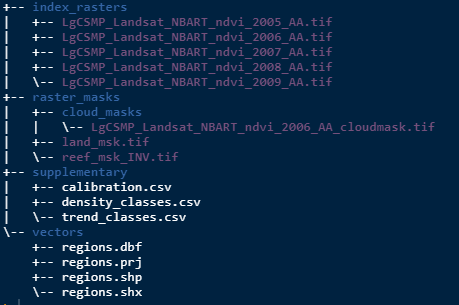 +-- index_rasters
|   +-- LgCSMP_Landsat_NBART_ndvi_2005_AA.tif
|   +-- LgCSMP_Landsat_NBART_ndvi_2006_AA.tif
|   +-- LgCSMP_Landsat_NBART_ndvi_2007_AA.tif
|   +-- LgCSMP_Landsat_NBART_ndvi_2008_AA.tif
|   \-- LgCSMP_Landsat_NBART_ndvi_2009_AA.tif
+-- raster_masks
|   +-- cloud_masks
|   |   \-- LgCSMP_Landsat_NBART_ndvi_2006_AA_cloudmask.tif
|   +-- land_msk.tif
|   \-- reef_msk_INV.tif
+-- supplementary
|   +-- calibration.csv
|   +-- density_classes.csv
|   \-- trend_classes.csv
\-- vectors
    +-- regions.dbf
    +-- regions.prj
    +-- regions.shp
    \-- regions.shx